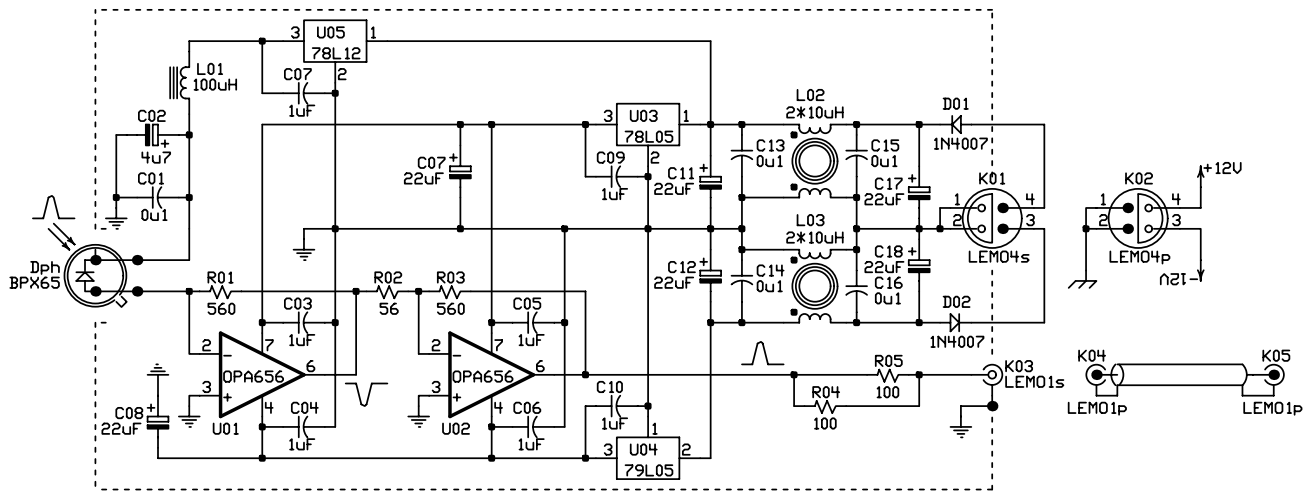 U05
3
1
78L12
2
L01
100uH
C07
1uF
C02
+
4u7
C01
0u1
Dph
BPX65
U03
3
1
78L05
2
C09
1uF
C07
+
22uF
C11
+
22uF
L02
2*10uH
C13
0u1
C15
0u1
D01
1N4007
C17
+
22uF
K01
1
4
2
3
LEMO4s
K02
1
4
2
3
LEMO4p
+12V
-12V
L03
2*10uH
C12
+
22uF
C14
0u1
C18
+
22uF
C16
0u1
D02
1N4007
R01
560
R02
56
R03
560
C03
1uF
C05
1uF
2
-
7
OPA656
6
3
+
4
U01
2
-
7
OPA656
6
3
+
4
U02
C04
1uF
C06
1uF
C08
+
22uF
C10
1uF
1
U04
3
2
79L05
R05
100
R04
100
K03
LEMO1s
K04
LEMO1p
K05
LEMO1p